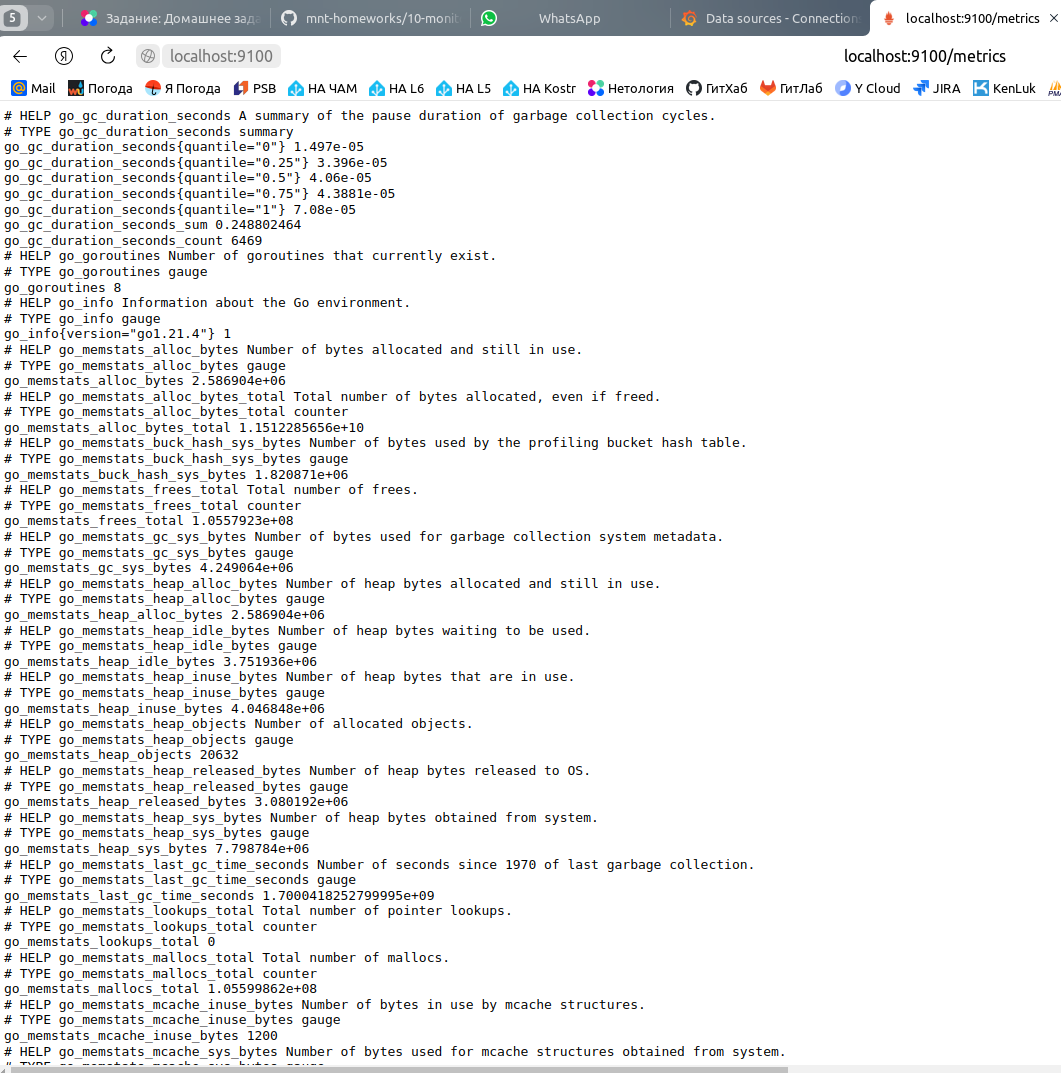 5
Задание: Домашнее зада
mnt-homeworks/10-monit
WhatsApp
Data sources - Connection
localhost:9100/metrics
localhost:9100
localhost:9100/metrics
Mail
Погода
Я Погода
PSB
НА ЧАМ
НА L6
НА L5
НА Kostr
Нетология
ГитХаб
ГитЛаб
Y Cloud
JIRA
KenLuk
# HELP go_gc_duration_seconds A summary of the pause duration of garbage collection cycles.
# TYPE go_gc_duration_seconds summary
go_gc_duration_seconds{quantile="0"} 1.497e-05
go_gc_duration_seconds{quantile="0.25"} 3.396e-05
go_gc_duration_seconds{quantile="0.5"} 4.06e-05
go_gc_duration_seconds{quantile="0.75"} 4.3881e-05
go_gc_duration_seconds{quantile="1"} 7.08e-05
go_gc_duration_seconds_sum 0.248802464
go_gc_duration_seconds_count 6469
# HELP go_goroutines Number of goroutines that currently exist.
# TYPE go_goroutines gauge
go_goroutines 8
# HELP go_info Information about the Go environment.
# TYPE go_info gauge
go_info{version="go1.21.4"} 1
# HELP go_memstats_alloc_bytes Number of bytes allocated and still in use.
# TYPE go_memstats_alloc_bytes gauge
go_memstats_alloc_bytes 2.586904e+06
# HELP go_memstats_alloc_bytes_total Total number of bytes allocated, even if freed.
# TYPE go_memstats_alloc_bytes_total counter
go_memstats_alloc_bytes_total 1.1512285656e+10
# HELP go_memstats_buck_hash_sys_bytes Number of bytes used by the profiling bucket hash table.
# TYPE go_memstats_buck_hash_sys_bytes gauge
go_memstats_buck_hash_sys_bytes 1.820871e+06
# HELP go_memstats_frees_total Total number of frees.
# TYPE go_memstats_frees_total counter
go_memstats_frees_total 1.0557923e+08
# HELP go_memstats_gc_sys_bytes Number of bytes used for garbage collection system metadata.
# TYPE go_memstats_gc_sys_bytes gauge
go_memstats_gc_sys_bytes 4.249064e+06
# HELP go_memstats_heap_alloc_bytes Number of heap bytes allocated and still in use.
# TYPE go_memstats_heap_alloc_bytes gauge
go_memstats_heap_alloc_bytes 2.586904e+06
# HELP go_memstats_heap_idle_bytes Number of heap bytes waiting to be used.
# TYPE go_memstats_heap_idle_bytes gauge
go_memstats_heap_idle_bytes 3.751936e+06
# HELP go_memstats_heap_inuse_bytes Number of heap bytes that are in use.
# TYPE go_memstats_heap_inuse_bytes gauge
go_memstats_heap_inuse_bytes 4.046848e+06
# HELP go_memstats_heap_objects Number of allocated objects.
# TYPE go_memstats_heap_objects gauge
go_memstats_heap_objects 20632
# HELP go_memstats_heap_released_bytes Number of heap bytes released to OS.
# TYPE go_memstats_heap_released_bytes gauge
go_memstats_heap_released_bytes 3.080192e+06
# HELP go_memstats_heap_sys_bytes Number of heap bytes obtained from system.
# TYPE go_memstats_heap_sys_bytes gauge
go_memstats_heap_sys_bytes 7.798784e+06
# HELP go_memstats_last_gc_time_seconds Number of seconds since 1970 of last garbage collection.
# TYPE go_memstats_last_gc_time_seconds gauge
go_memstats_last_gc_time_seconds 1.7000418252799995e+09
# HELP go_memstats_lookups_total Total number of pointer lookups.
# TYPE go_memstats_lookups_total counter
go_memstats_lookups_total 0
# HELP go_memstats_mallocs_total Total number of mallocs.
# TYPE go_memstats_mallocs_total counter
go_memstats_mallocs_total 1.05599862e+08
# HELP go_memstats_mcache_inuse_bytes Number of bytes in use by mcache structures.
# TYPE go_memstats_mcache_inuse_bytes gauge
go_memstats_mcache_inuse_bytes 1200
# HELP go_memstats_mcache_sys_bytes Number of bytes used for mcache structures obtained from system.